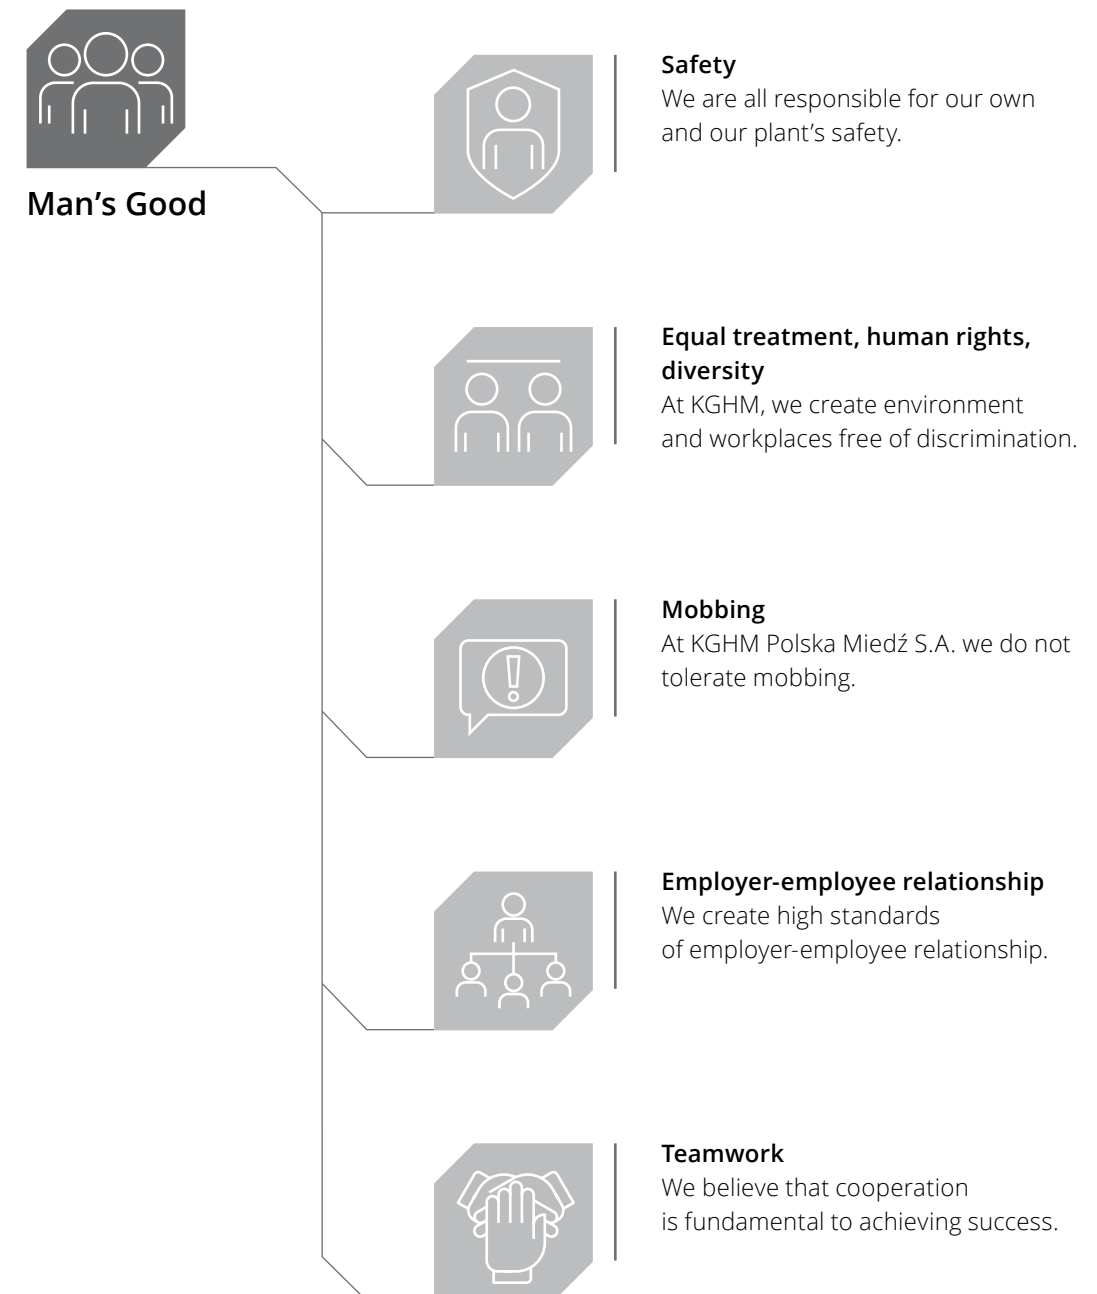 Man’s Good
Safety
We are all responsible for our own
and our plant’s safety.
Equal treatment, human rights,
diversity
At KGHM, we create environment
and workplaces free of discrimination.
Mobbing
At KGHM Polska Miedź S.A. we do not
tolerate mobbing.
Employer-employee relationship
We create high standards
of employer-employee relationship.
Teamwork
We believe that cooperation
is fundamental to achieving success.